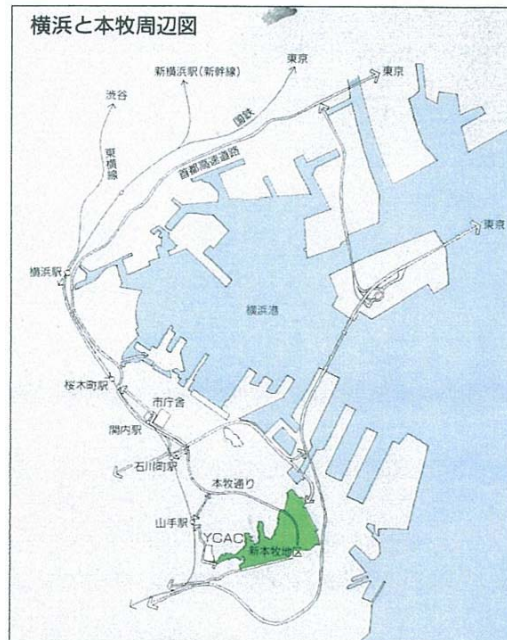 横浜と本牧周辺図
東京
東京
新横浜駅(新幹線)
渋谷
国鉄
首都高速道路
東横線
東京
横浜駅
横浜港
桜木町駅
市庁舎
関内駅
石川町駅
本牧通り
山手駅
YCAC
新本牧地区